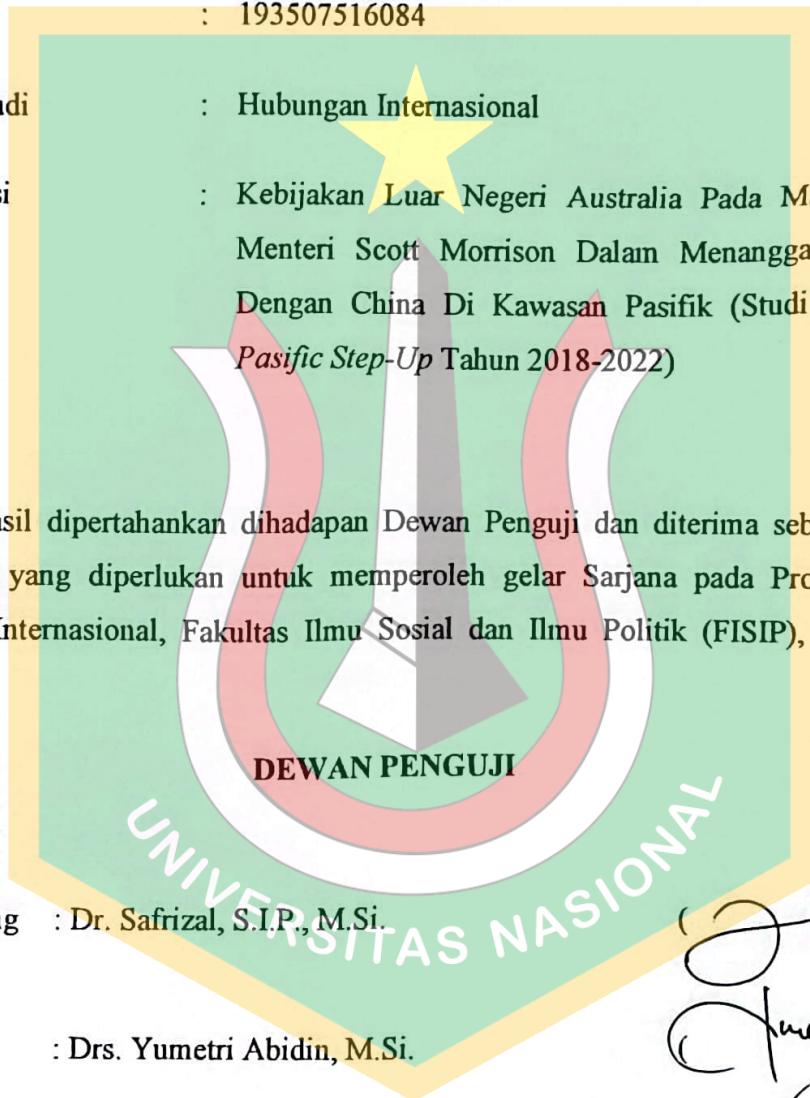 : 193507516084
: Hubungan Internasional
: Kebijakan Luar Negeri Australia Pada
Menteri Scott Morrison Dalam
Dengan China Di Kawasan Pasifik (Studi
Pasific Step-Up Tahun 2018-2022)
dipertahankan dihadapan Dewan Penguji dan diterima
yang diperlukan untuk memperoleh gelar Sarjana pada
Internasional, Fakultas Ilmu Sosial dan Ilmu Politik (FISIP),
DEWAN PENGUJI
: Dr. Safrizal, S.I.P., M.Si. (
UNIVERSITAS NASIONAL
: Drs. Yumetri Abidin, M.Si. (